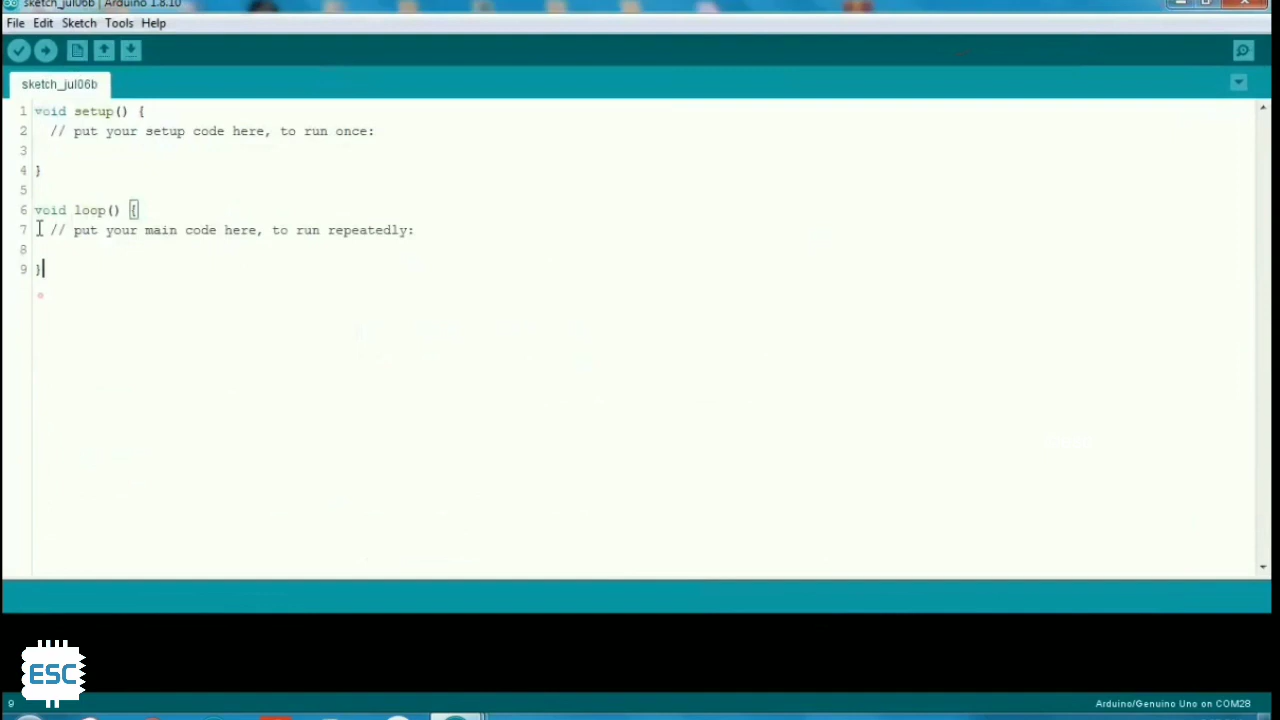 sketch_jul06b | Arduino 1.8.10
File Edit Sketch Tools Help
sketch_jul06b
1 void setup() {
2 // put your setup code here, to run once:
3
4 }
5
6 void loop() {
7 // put your main code here, to run repeatedly:
8
9 }
ESC
9 Arduino/Genuino Uno on COM28